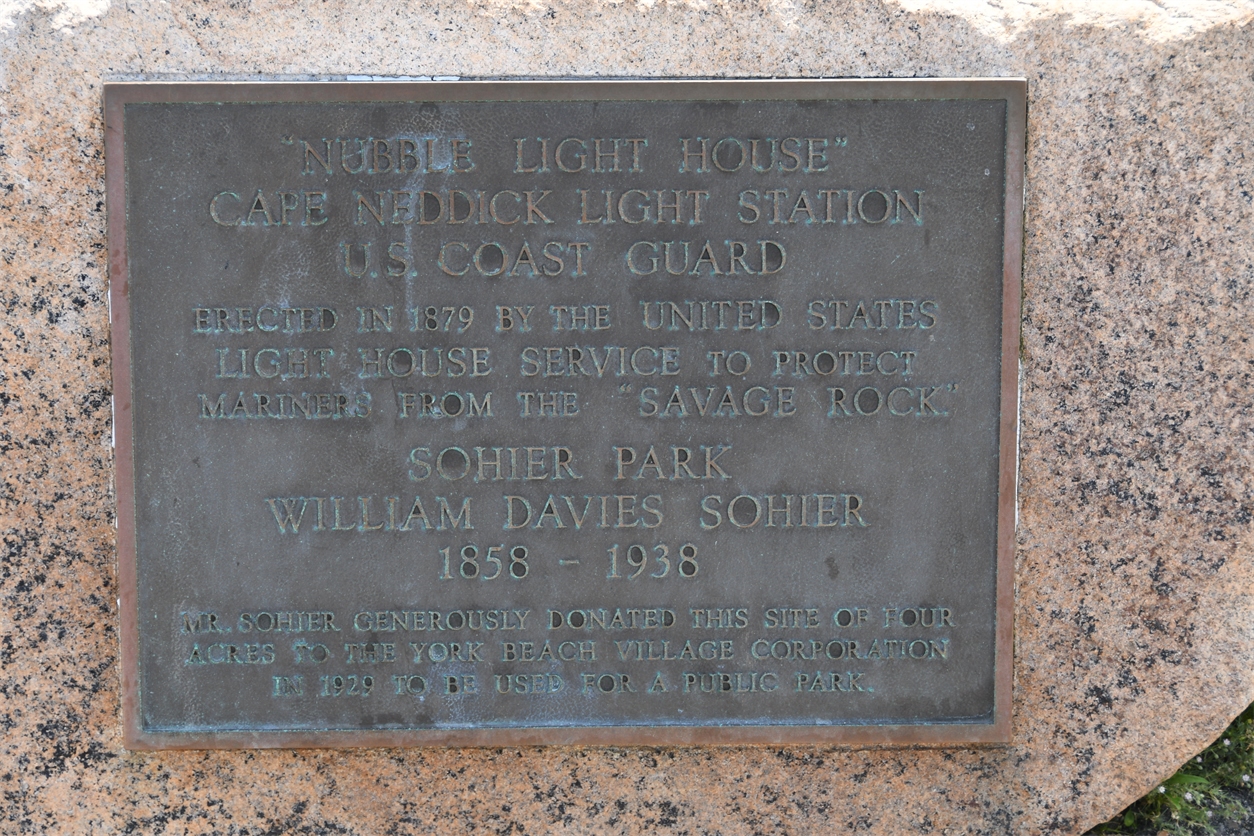 "NUBBLE LIGHT HOUSE"
CAPE NEDDICK LIGHT STATION
U.S. COAST GUARD
ERECTED IN 1879 BY THE UNITED STATES
LIGHT HOUSE SERVICE TO PROTECT
MARINERS FROM THE "SAVAGE ROCK."
SOHIER PARK
WILLIAM DAVIES SOHIER
1858 - 1938
MR. SOHIER GENEROUSLY DONATED THIS SITE OF FOUR
ACRES TO THE YORK BEACH VILLAGE CORPORATION
IN 1929 TO BE USED FOR A PUBLIC PARK.